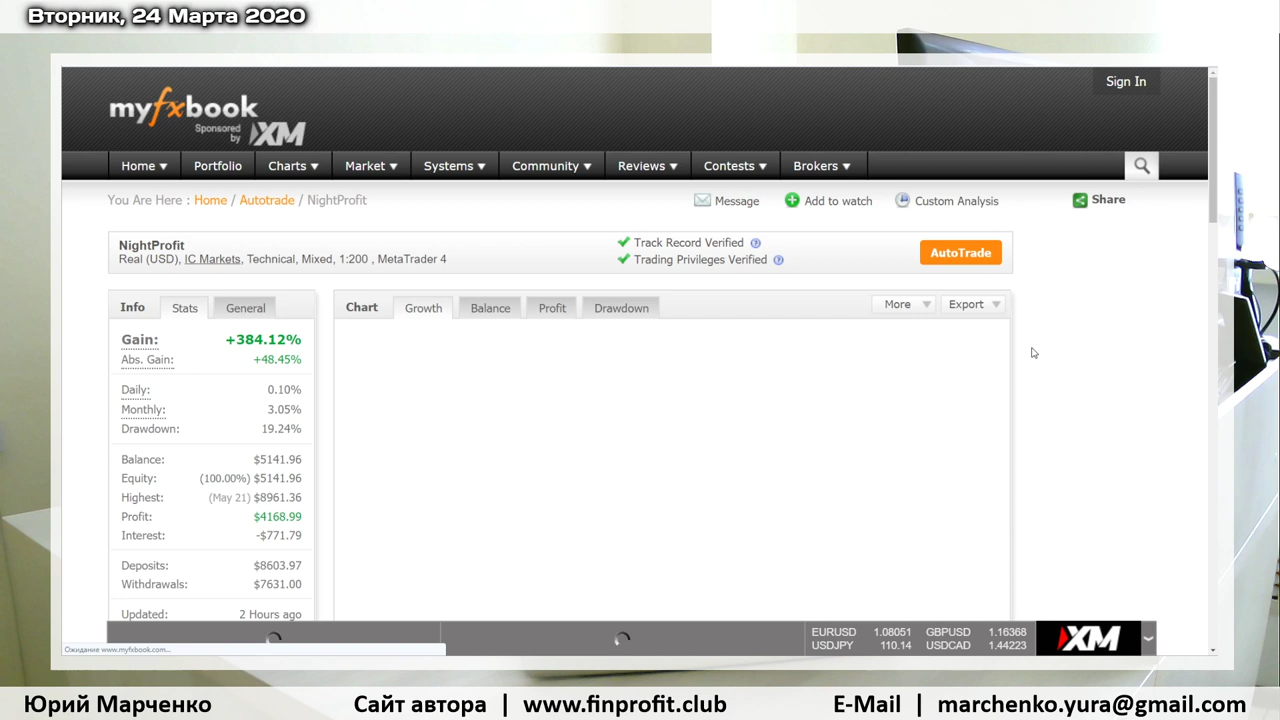 Вторник, 24 Марта 2020
Sign In
myfxbook
Sponsored by XM
Home Portfolio Charts Market Systems Community Reviews Contests Brokers
You Are Here : Home / Autotrade / NightProfit
Message Add to watch Custom Analysis Share
NightProfit
Real (USD), IC Markets, Technical, Mixed, 1:200 , MetaTrader 4
Track Record Verified
Trading Privileges Verified
AutoTrade
Info Stats General
Chart Growth Balance Profit Drawdown More Export
Gain: +384.12%
Abs. Gain: +48.45%
Daily: 0.10%
Monthly: 3.05%
Drawdown: 19.24%
Balance: $5141.96
Equity: (100.00%) $5141.96
Highest: (May 21) $8961.36
Profit: $4168.99
Interest: -$771.79
Deposits: $8603.97
Withdrawals: $7631.00
Updated: 2 Hours ago
EURUSD 1.08051 GBPUSD 1.16368
USDJPY 110.14 USDCAD 1.44223
XM
Ожидание www.myfxbook.com...
Юрий Марченко Сайт автора | www.finprofit.club E-Mail | marchenko.yura@gmail.com